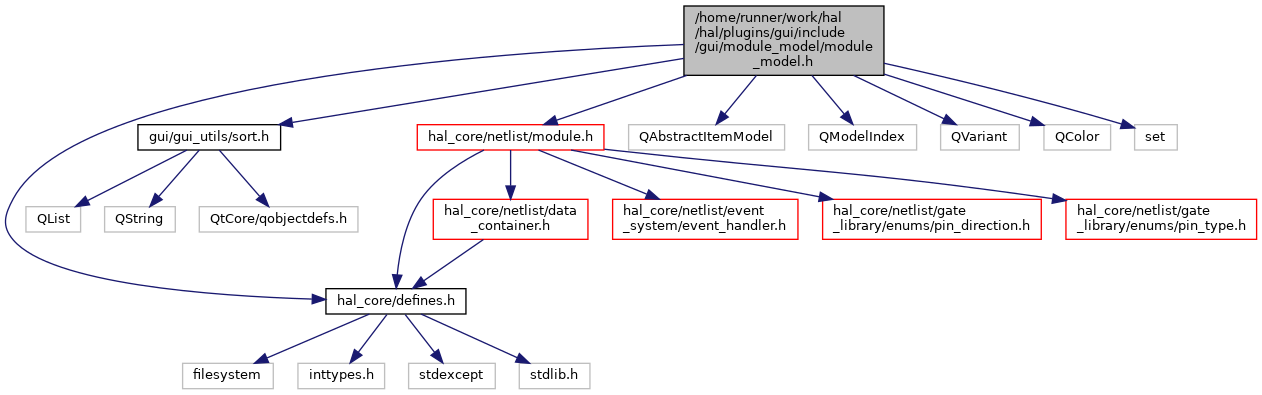 /home/runner/work/hal
/hal/plugins/gui/include
/gui/module_model/module
_model.h
gui/gui_utils/sort.h
hal_core/netlist/module.h
QAbstractItemModel
QModelIndex
QVariant
QColor
set
QList
QString
QtCore/qobjectdefs.h
hal_core/netlist/data
_container.h
hal_core/netlist/event
_system/event_handler.h
hal_core/netlist/gate
_library/enums/pin_direction.h
hal_core/netlist/gate
_library/enums/pin_type.h
hal_core/defines.h
filesystem
inttypes.h
stdexcept
stdlib.h